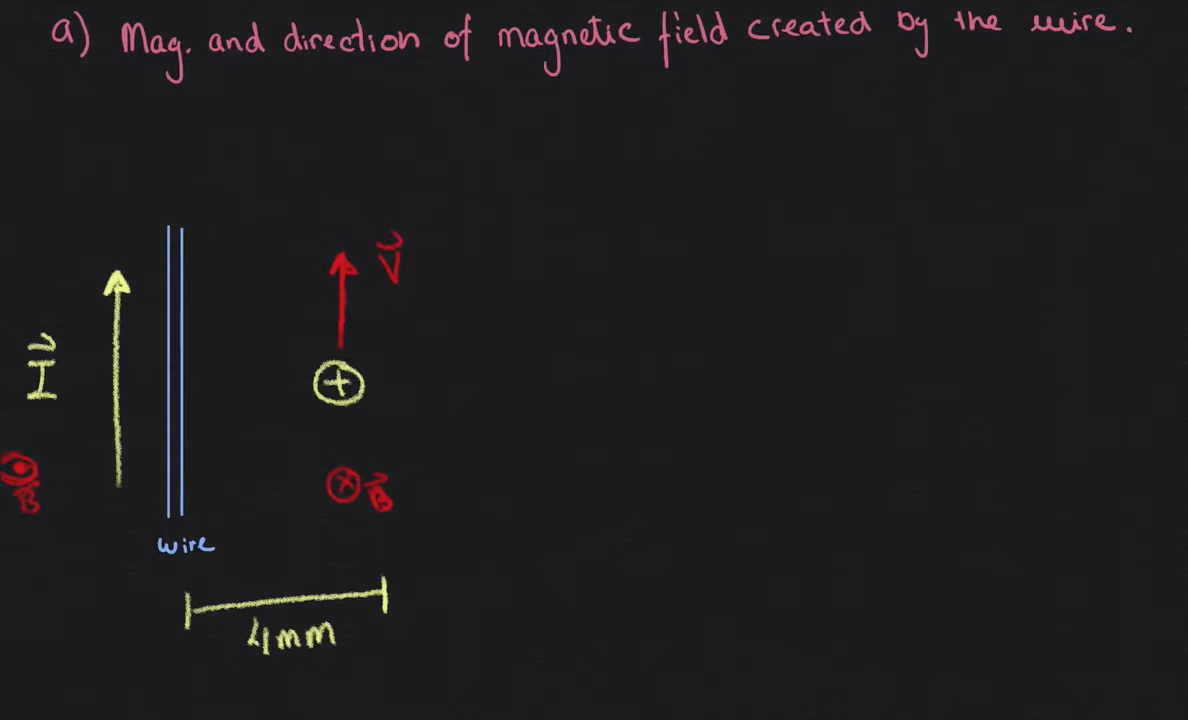 a) Mag. and direction of magnetic field created by the wire.
V
+
I
B
B
wire
4mm